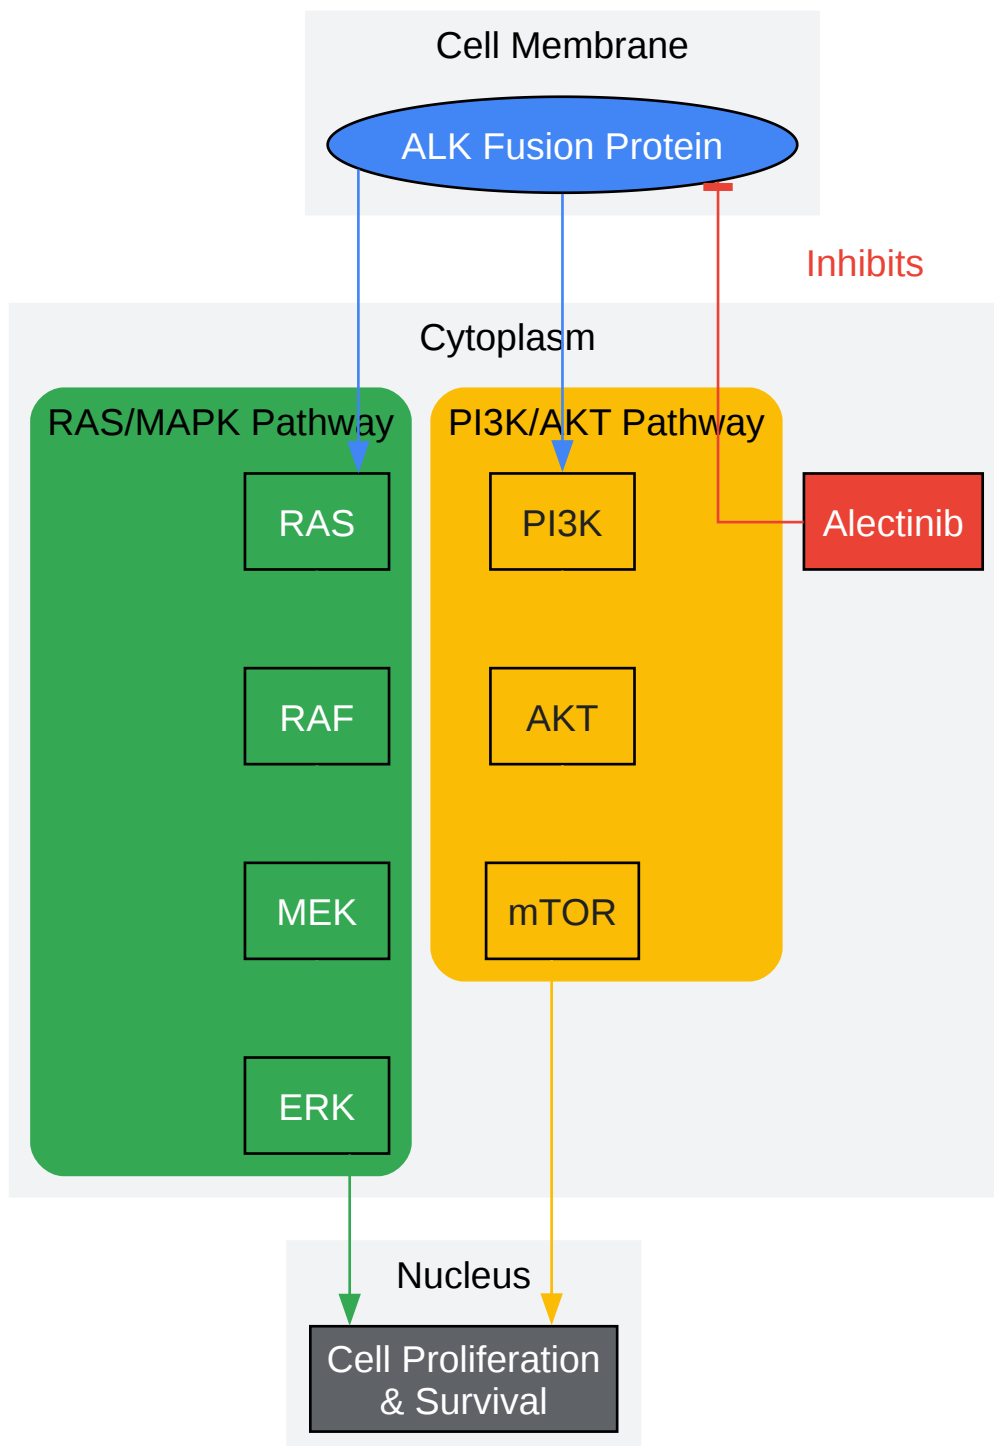 Cell Membrane
ALK Fusion Protein
Inhibits
Cytoplasm
RAS/MAPK Pathway
PI3K/AKT Pathway
RAS
PI3K
Alectinib
RAF
AKT
MEK
mTOR
ERK
Nucleus
Cell Proliferation
& Survival